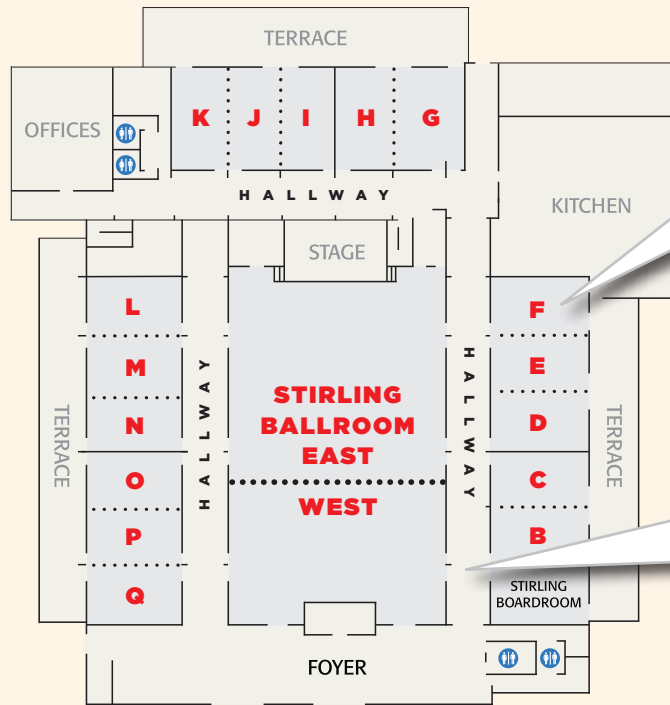 TERRACE
OFFICES
K J I H G
HALLWAY
KITCHEN
STAGE
L
M
N
O
P
Q
HALLWAY
TERRACE
STIRLING
BALLROOM
EAST
WEST
HALLWAY
F
E
D
C
B
STIRLING
BOARDROOM
TERRACE
FOYER